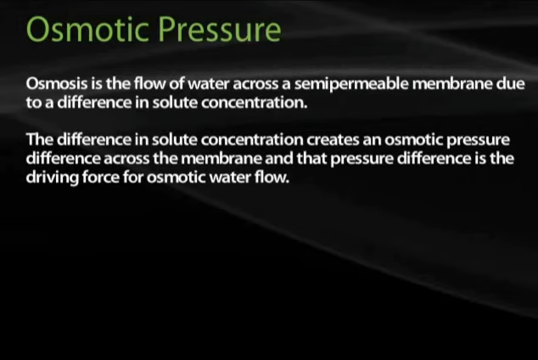 Osmotic Pressure
Osmosis is the flow of water across a semipermeable membrane due
to a difference in solute concentration.
The difference in solute concentration creates an osmotic pressure
difference across the membrane and that pressure difference is the
driving force for osmotic water flow.